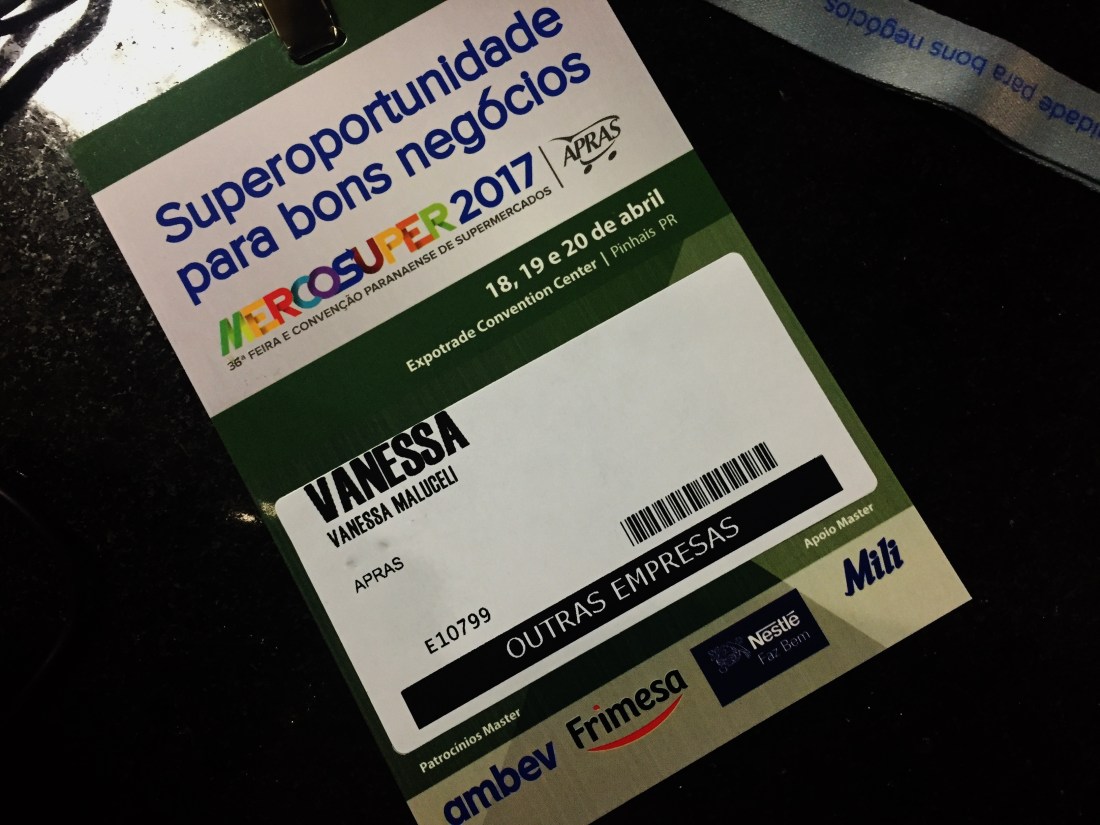 Superoportunidade
para bons negócios
MERCOSUPER 2017 | APRAS
36ª FEIRA E CONVENÇÃO PARANAENSE DE SUPERMERCADOS
18, 19 e 20 de abril
Expotrade Convention Center | Pinhais PR
VANESSA
VANESSA MALUCELI
APRAS
E10799
OUTRAS EMPRESAS
Patrocínios Master
Apoio Master
ambev
Frimesa
Nestlé
Faz Bem
Mili
para bons negócios